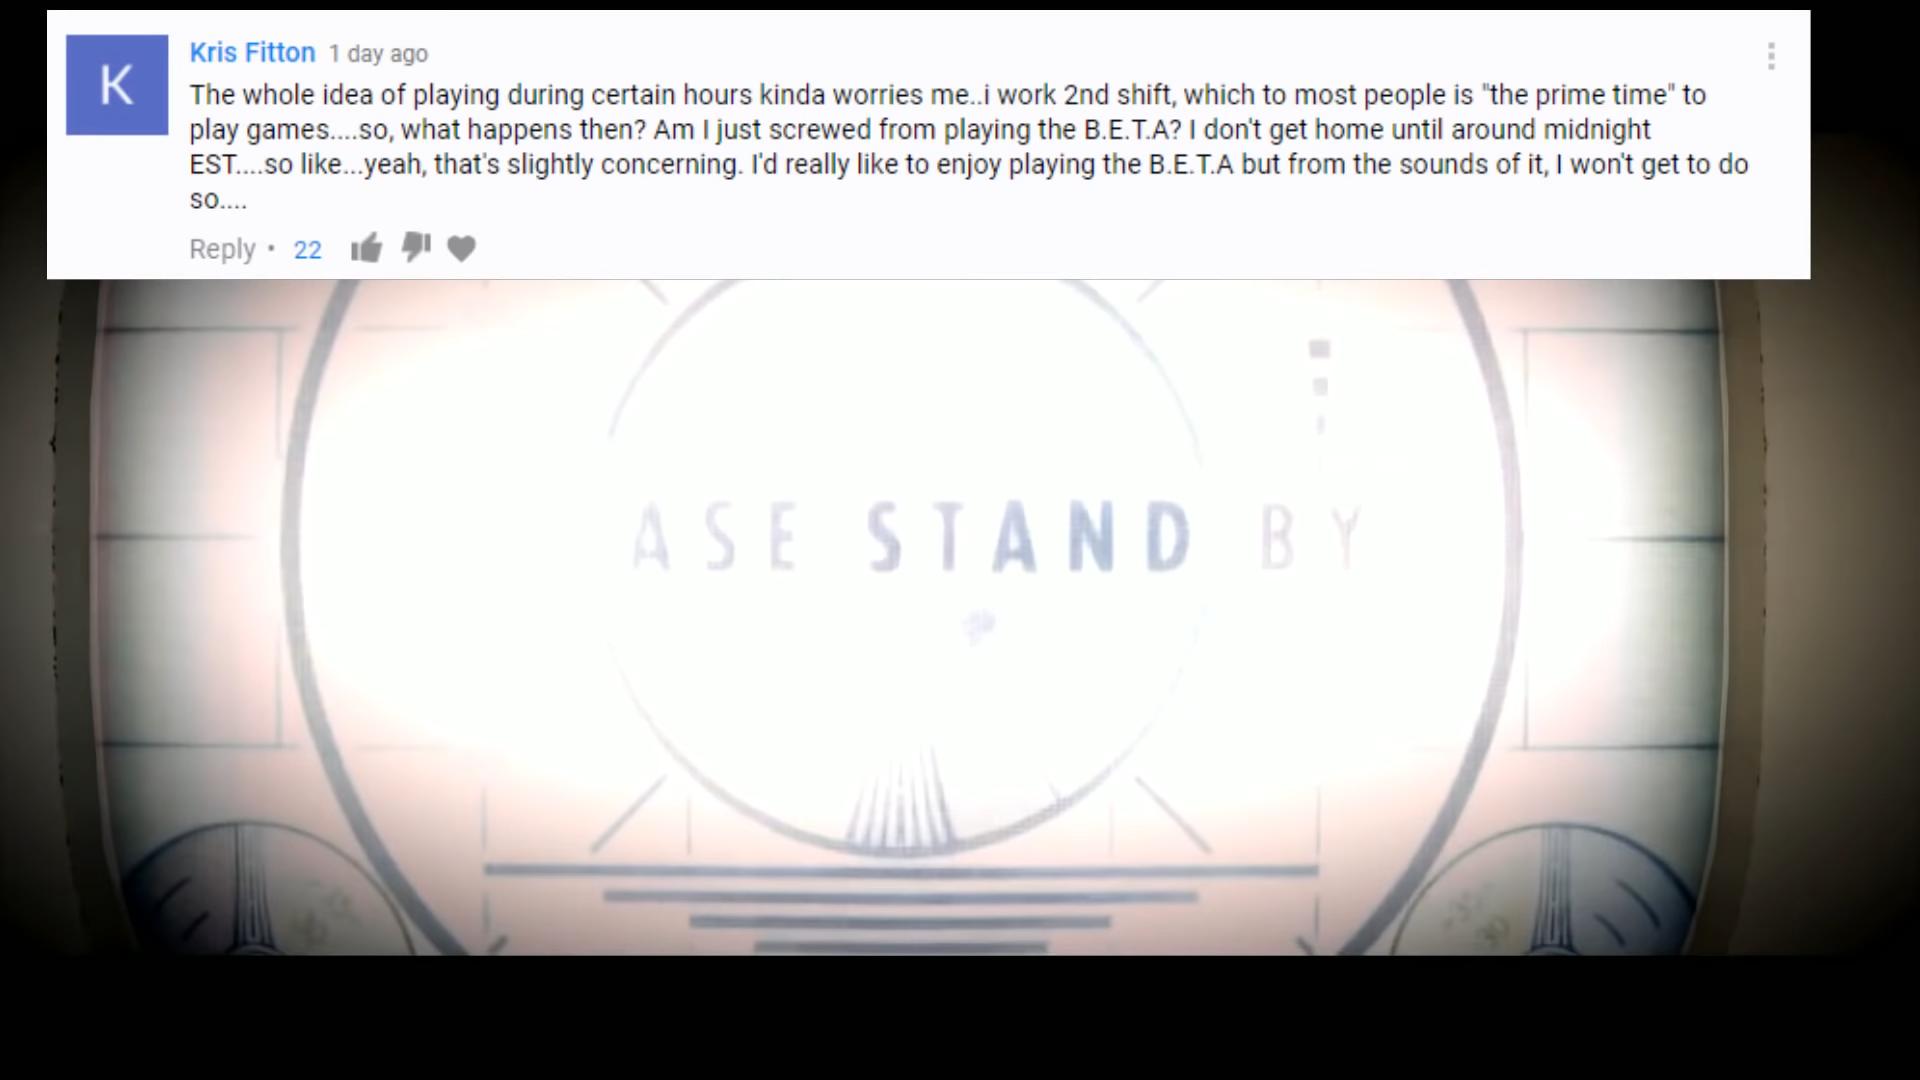 K
Kris Fitton 1 day ago
The whole idea of playing during certain hours kinda worries me..i work 2nd shift, which to most people is "the prime time" to
play games....so, what happens then? Am I just screwed from playing the B.E.T.A? I don't get home until around midnight
EST....so like...yeah, that's slightly concerning. I'd really like to enjoy playing the B.E.T.A but from the sounds of it, I won't get to do
so....
Reply • 22
ASE STAND BY